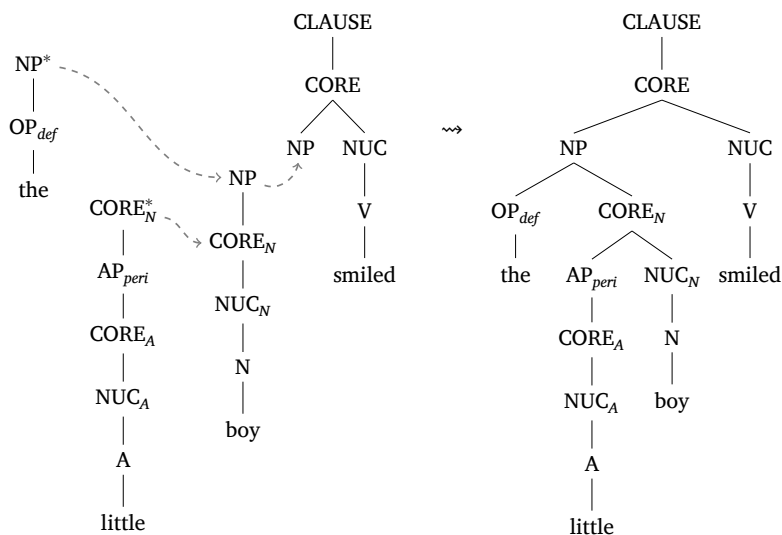 CLAUSE CLAUSE
NP*
CORE CORE
OP_def NP NUC ⇝ NP NUC
the NP
CORE*_N V OP_def CORE_N V
CORE_N
AP_peri smiled the AP_peri NUC_N smiled
NUC_N
CORE_A CORE_A N
N
NUC_A NUC_A boy
boy
A A
little little